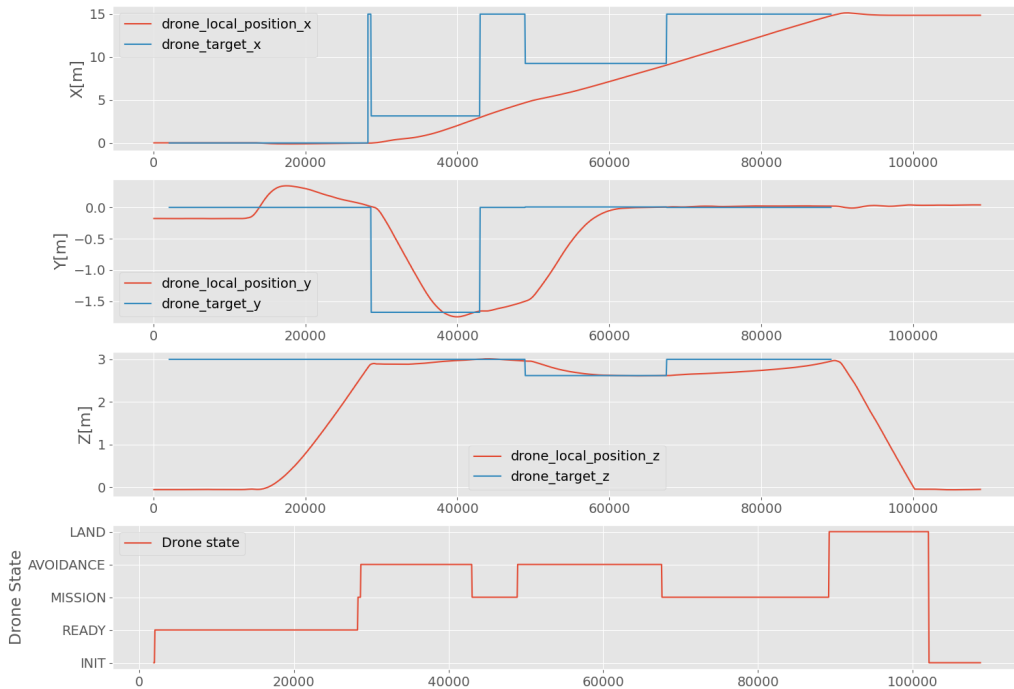 15
10
5
0
X[m]
drone_local_position_x
drone_target_x
0 20000 40000 60000 80000 100000
0.0
−0.5
−1.0
−1.5
Y[m]
drone_local_position_y
drone_target_y
0 20000 40000 60000 80000 100000
3
2
1
0
Z[m]
drone_local_position_z
drone_target_z
0 20000 40000 60000 80000 100000
LAND
AVOIDANCE
MISSION
READY
INIT
Drone State
Drone state
0 20000 40000 60000 80000 100000